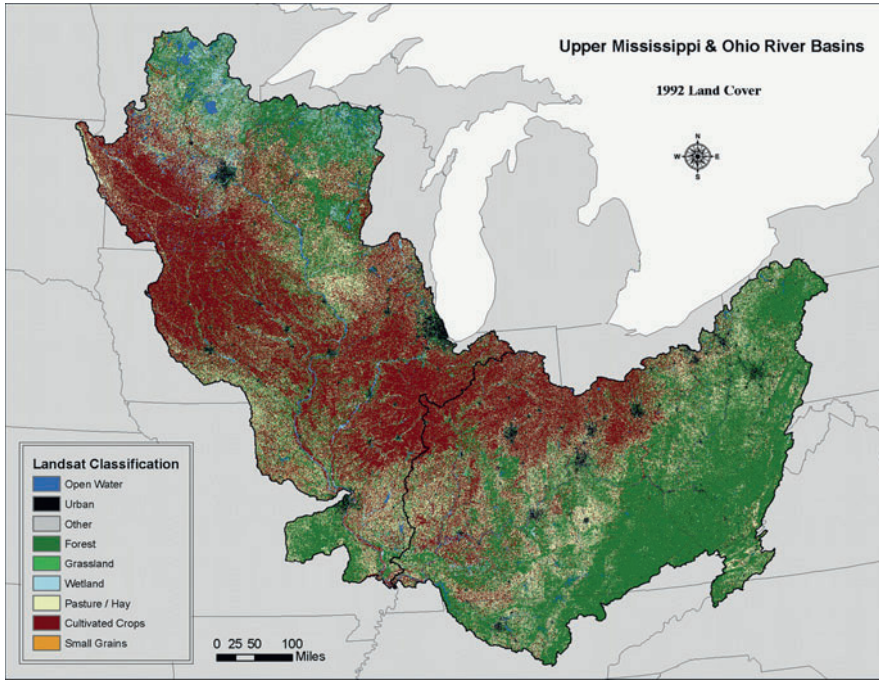 Upper Mississippi & Ohio River Basins
1992 Land Cover
N
W E
S
Landsat Classification
Open Water
Urban
Other
Forest
Grassland
Wetland
Pasture / Hay
Cultivated Crops
Small Grains
0 25 50 100
Miles